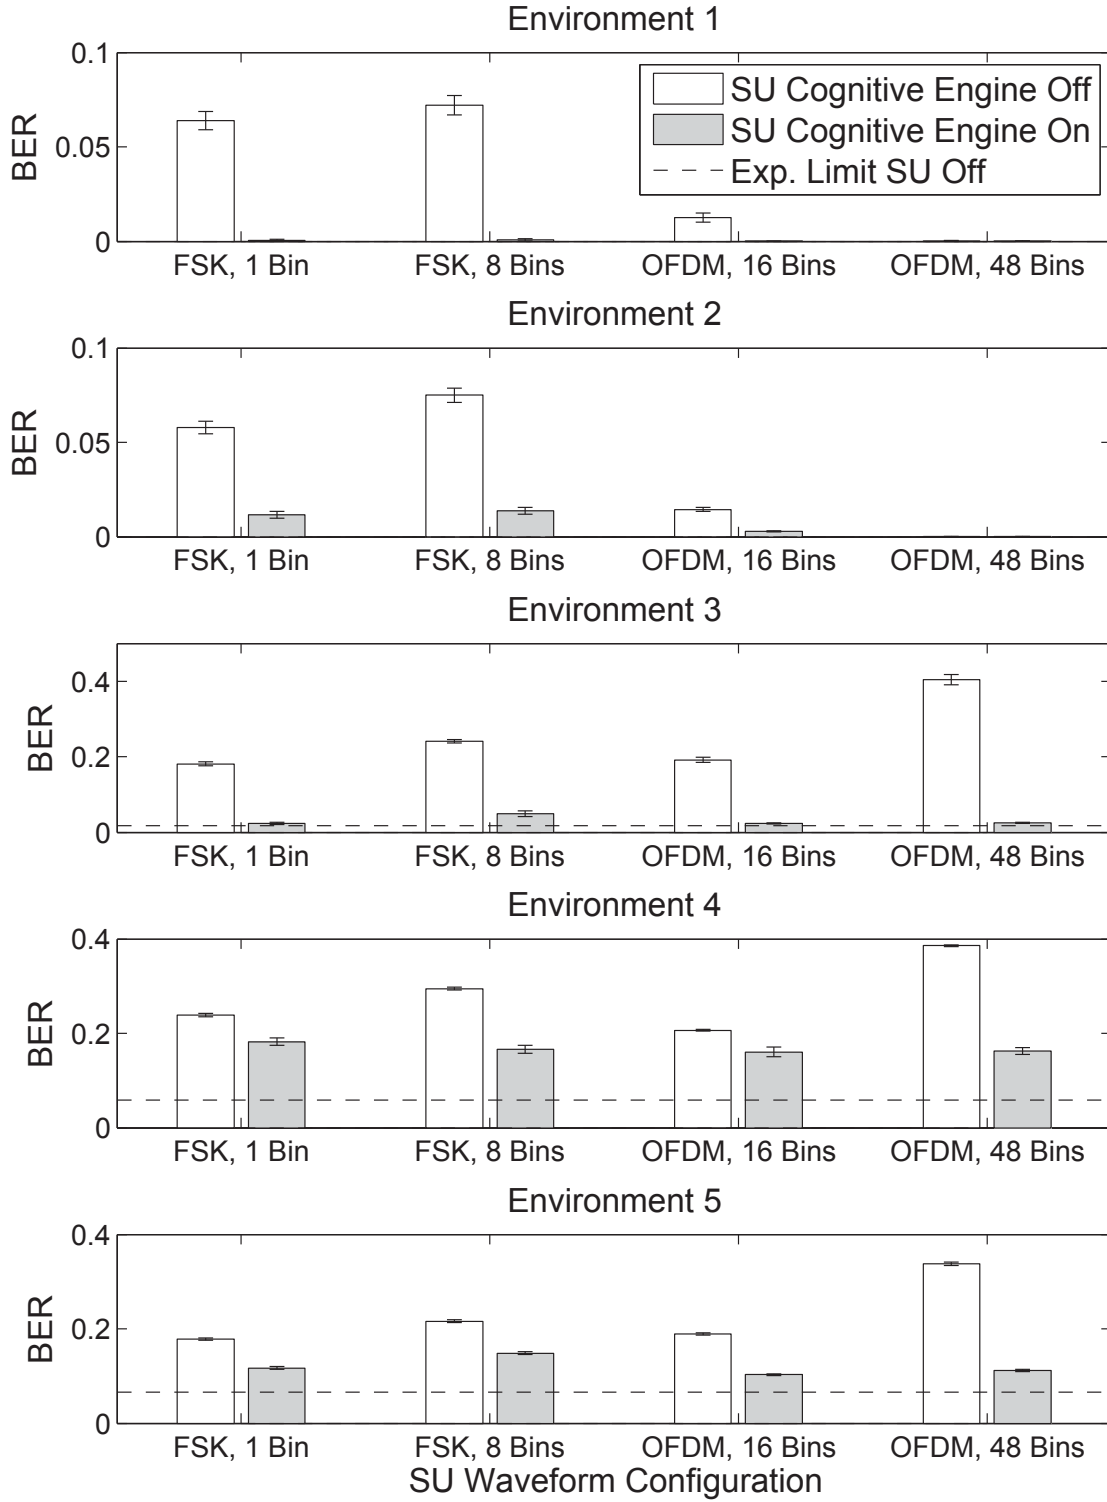 Environment 1
BER
0.1
0.05
0
SU Cognitive Engine Off
SU Cognitive Engine On
Exp. Limit SU Off
FSK, 1 Bin
FSK, 8 Bins
OFDM, 16 Bins
OFDM, 48 Bins
Environment 2
BER
0.1
0.05
0
FSK, 1 Bin
FSK, 8 Bins
OFDM, 16 Bins
OFDM, 48 Bins
Environment 3
BER
0.4
0.2
0
FSK, 1 Bin
FSK, 8 Bins
OFDM, 16 Bins
OFDM, 48 Bins
Environment 4
BER
0.4
0.2
0
FSK, 1 Bin
FSK, 8 Bins
OFDM, 16 Bins
OFDM, 48 Bins
Environment 5
BER
0.4
0.2
0
FSK, 1 Bin
FSK, 8 Bins
OFDM, 16 Bins
OFDM, 48 Bins
SU Waveform Configuration